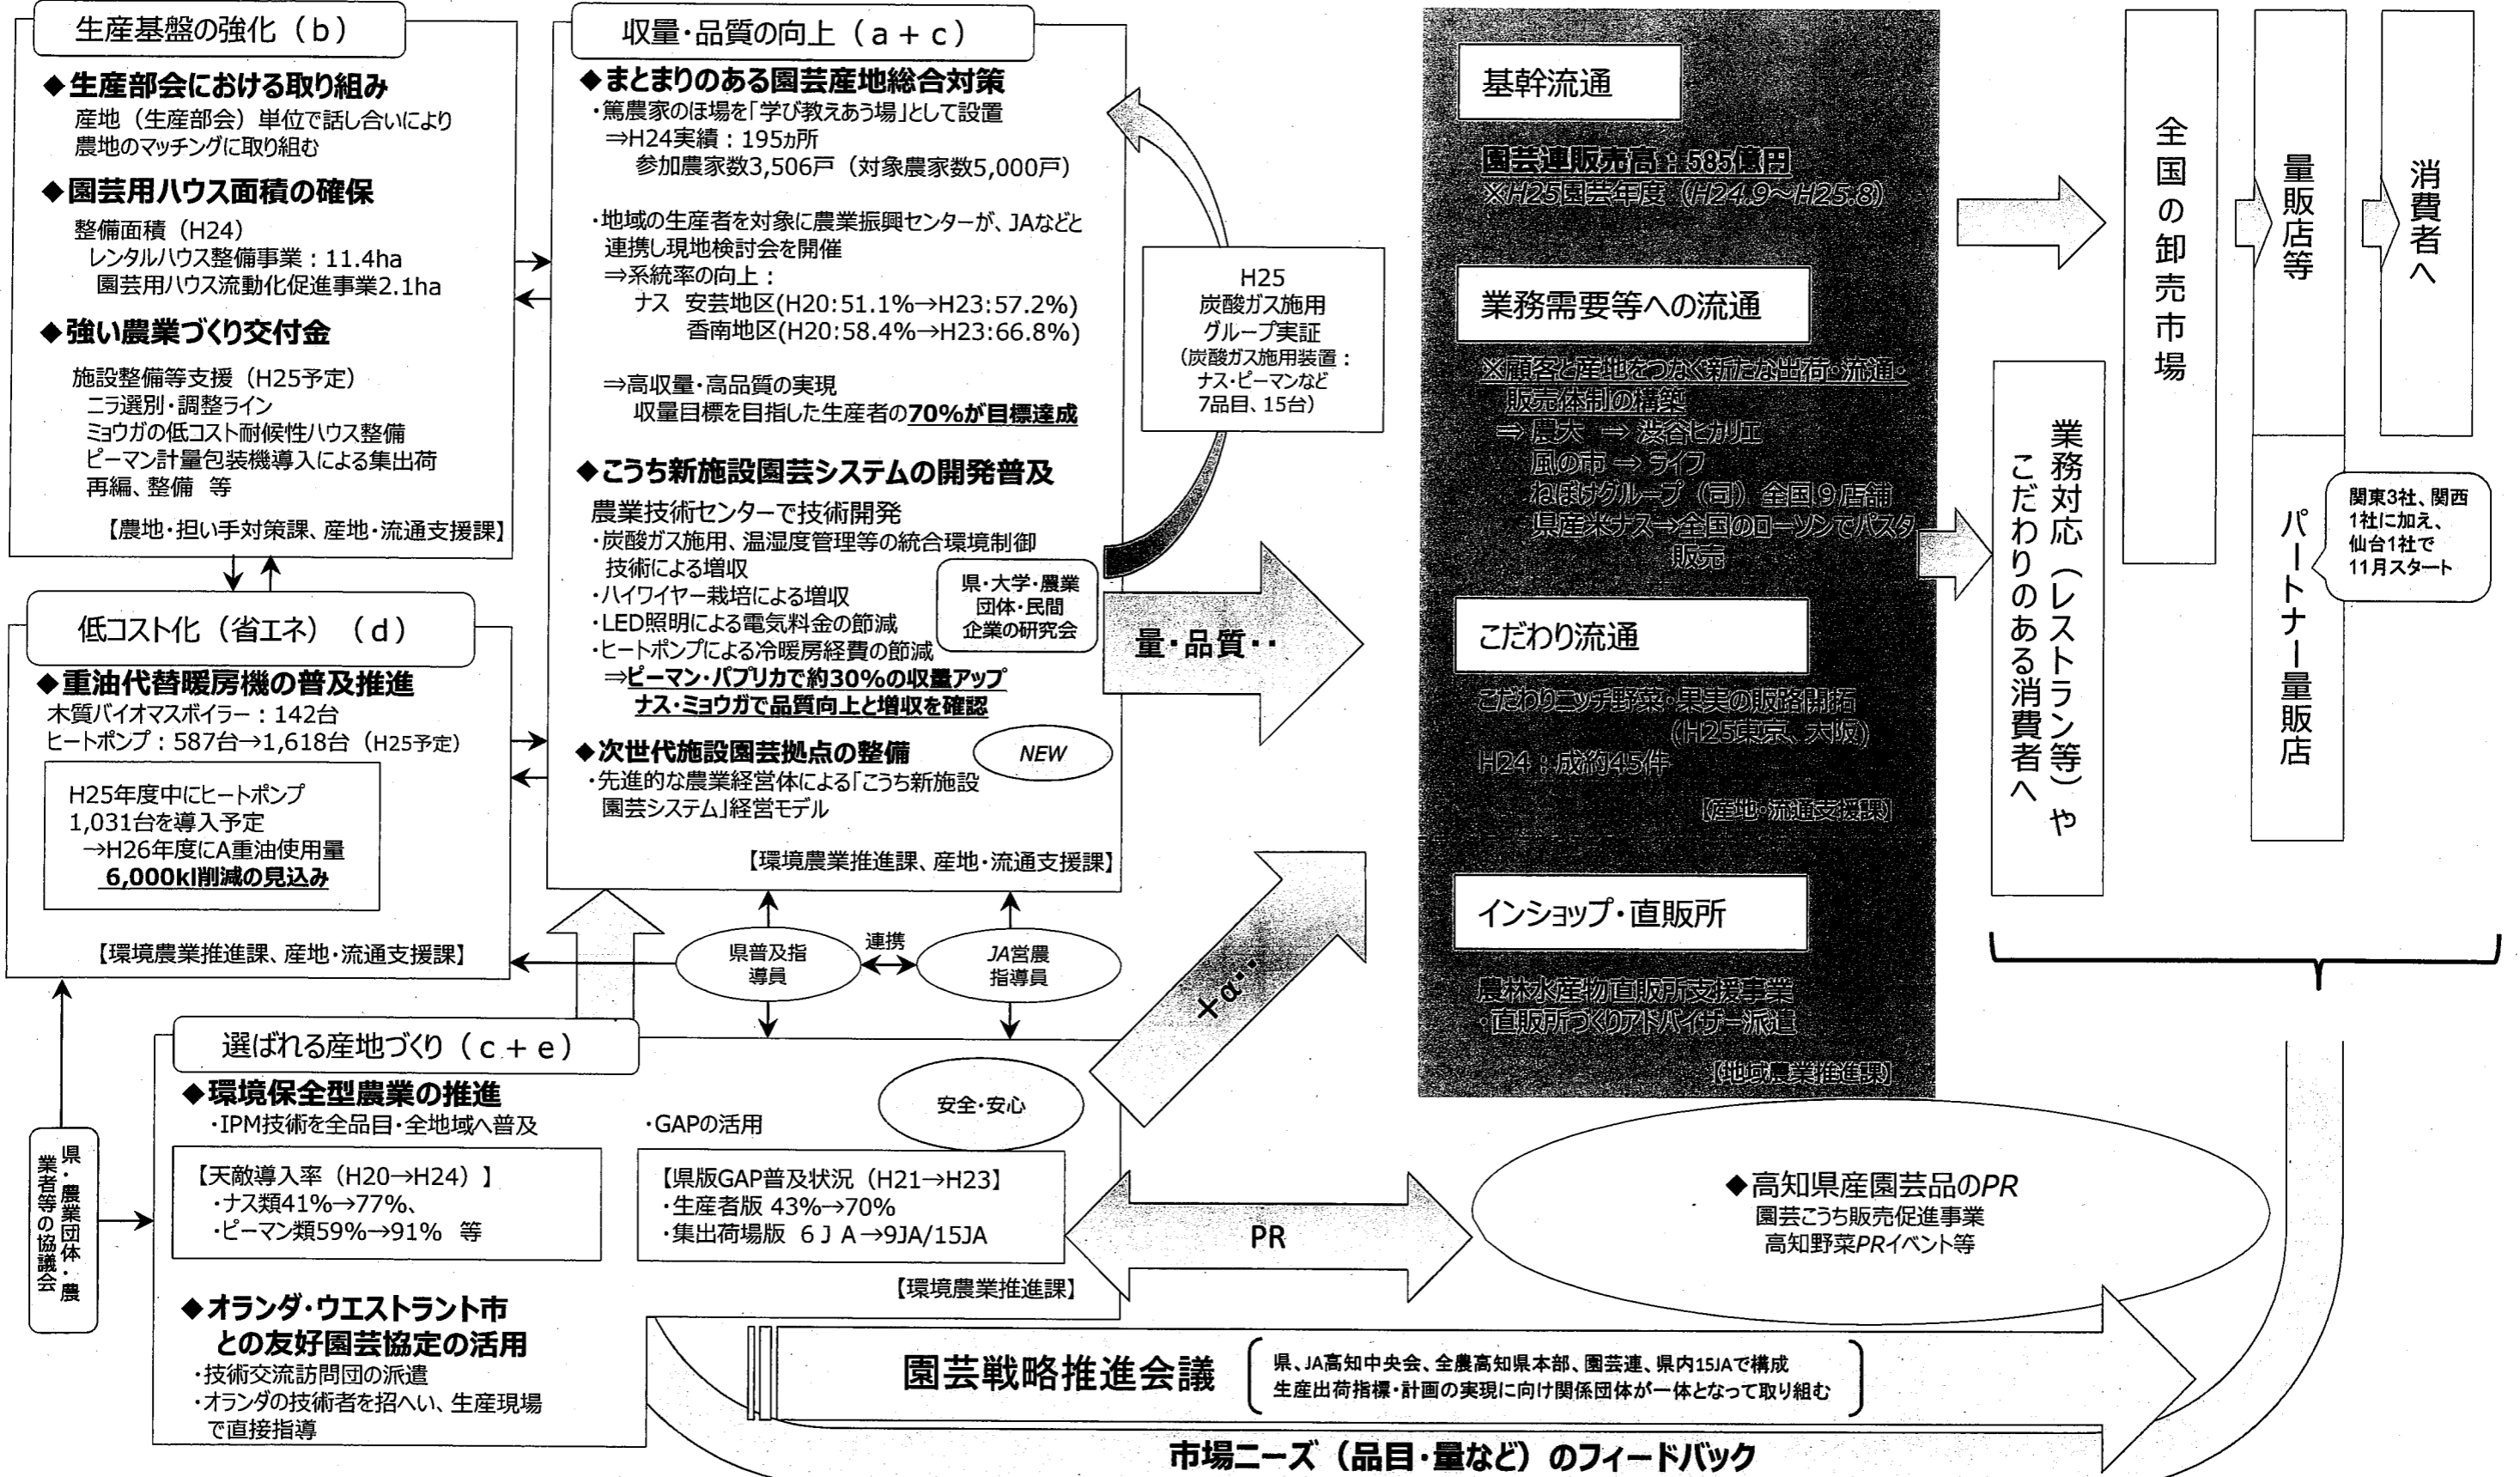 生産基盤の強化（b）
◆生産部会における取り組み
産地（生産部会）単位で話し合いにより
農地のマッチングに取り組む
◆園芸用ハウス面積の確保
整備面積（H24）
レンタルハウス整備事業：11.4ha
園芸用ハウス流動化促進事業2.1ha
◆強い農業づくり交付金
施設整備等支援（H25予定）
ニラ選別・調整ライン
ミョウガの低コスト耐候性ハウス整備
ピーマン計量包装機導入による集出荷
再編、整備 等
【農地・担い手対策課、産地・流通支援課】
低コスト化（省エネ）（d）
◆重油代替暖房機の普及推進
木質バイオマスボイラー：142台
ヒートポンプ：587台→1,618台（H25予定）
H25年度中にヒートポンプ
1,031台を導入予定
→H26年度にA重油使用量
6,000kl削減の見込み
【環境農業推進課、産地・流通支援課】
収量・品質の向上（a＋c）
◆まとまりのある園芸産地総合対策
・篤農家のほ場を「学び教えあう場」として設置
⇒H24実績：195ヵ所
参加農家数3,506戸（対象農家数5,000戸）
・地域の生産者を対象に農業振興センターが、JAなどと
連携し現地検討会を開催
⇒系統率の向上：
ナス 安芸地区(H20:51.1%→H23:57.2%)
香南地区(H20:58.4%→H23:66.8%)
⇒高収量・高品質の実現
収量目標を目指した生産者の70%が目標達成
◆こうち新施設園芸システムの開発普及
農業技術センターで技術開発
・炭酸ガス施用、温湿度管理等の統合環境制御
技術による増収
・ハイワイヤー栽培による増収
・LED照明による電気料金の節減
・ヒートポンプによる冷暖房経費の節減
⇒ピーマン・パプリカで約30%の収量アップ
ナス・ミョウガで品質向上と増収を確認
県・大学・農業
団体・民間
企業の研究会
◆次世代施設園芸拠点の整備
NEW
・先進的な農業経営体による「こうち新施設
園芸システム」経営モデル
【環境農業推進課、産地・流通支援課】
H25
炭酸ガス施用
グループ実証
（炭酸ガス施用装置：
ナス・ピーマンなど
7品目、15台）
量・品質・・
県普及指
導員
連携
JA営農
指導員
＋α・・
選ばれる産地づくり（c＋e）
◆環境保全型農業の推進
・IPM技術を全品目・全地域へ普及
【天敵導入率（H20→H24）】
・ナス類41%→77%、
・ピーマン類59%→91% 等
・GAPの活用
安全・安心
【県版GAP普及状況（H21→H23】
・生産者版 43%→70%
・集出荷場版 6ＪＡ→9JA/15JA
【環境農業推進課】
◆オランダ・ウエストラント市
との友好園芸協定の活用
・技術交流訪問団の派遣
・オランダの技術者を招へい、生産現場
で直接指導
県・農業団体・農
業者等の協議会
基幹流通
園芸連販売高：585億円
※H25園芸年度（H24.9～H25.8）
業務需要等への流通
※顧客と産地をつなぐ新たな出荷・流通・
販売体制の構築
⇒ 農大 → 渋谷ヒカリエ
風の市 → ライフ
ねぼけグループ（司）全国９店舗
県産米ナス→全国のローソンでパスタ
販売
こだわり流通
こだわりニッチ野菜・果実の販路開拓
(H25東京、大阪)
H24：成約45件
【産地・流通支援課】
インショップ・直販所
農林水産物直販所支援事業
・直販所づくりアドバイザー派遣
【地域農業推進課】
全国の卸売市場
量販店等
消費者へ
業務対応（レストラン等）や
こだわりのある消費者へ
パートナー量販店
関東3社、関西
1社に加え、
仙台1社で
11月スタート
PR
◆高知県産園芸品のPR
園芸こうち販売促進事業
高知野菜PRイベント等
園芸戦略推進会議
県、JA高知中央会、全農高知県本部、園芸連、県内15JAで構成
生産出荷指標・計画の実現に向け関係団体が一体となって取り組む
市場ニーズ（品目・量など）のフィードバック